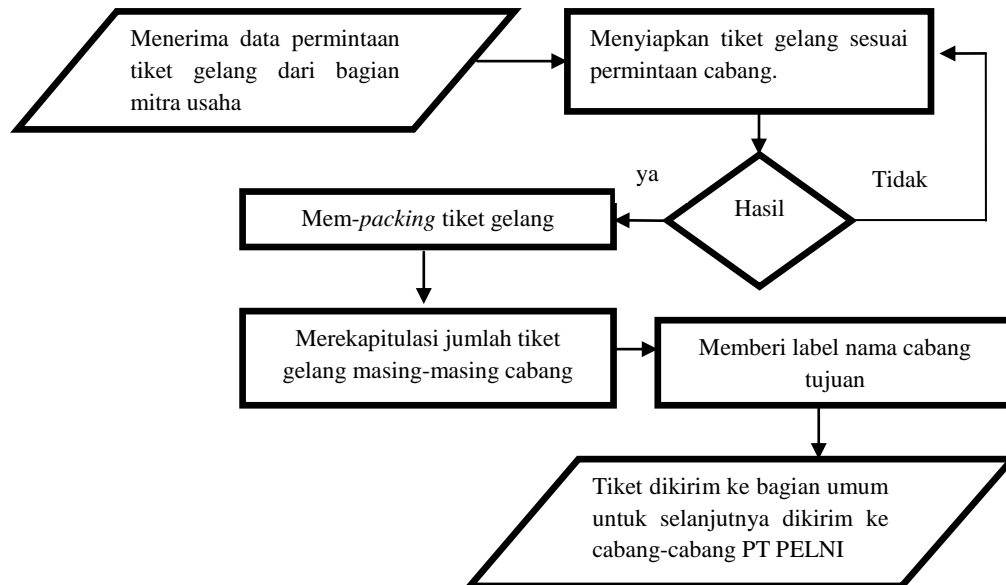 Menerima data permintaan
tiket gelang dari bagian
mitra usaha
Menyiapkan tiket gelang sesuai
permintaan cabang.
ya
Tidak
Hasil
Mem-packing tiket gelang
Merekapitulasi jumlah tiket
gelang masing-masing cabang
Memberi label nama cabang
tujuan
Tiket dikirim ke bagian umum
untuk selanjutnya dikirim ke
cabang-cabang PT PELNI